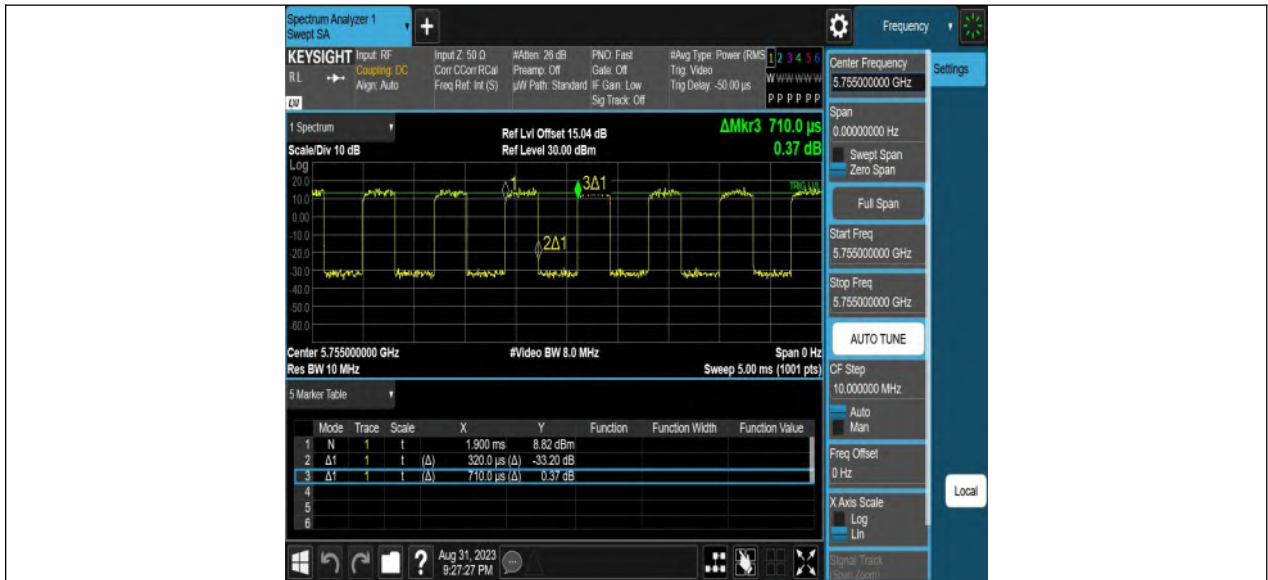 Spectrum Analyzer 1
Swept SA
+
Frequency
KEYSIGHT
RL
LXI
Input: RF
Coupling: DC
Align: Auto
Input Z: 50 Ω
Corr CCorr RCal
Freq Ref: Int (S)
#Atten: 26 dB
Preamp: Off
µW Path: Standard
PNO: Fast
Gate: Off
IF Gain: Low
Sig Track: Off
#Avg Type: Power (RMS
Trig: Video
Trig Delay: -50.00 µs
1 2 3 4 5 6
W W W W W W
P P P P P P
Center Frequency
5.755000000 GHz
Settings
Span
0.00000000 Hz
Swept Span
Zero Span
Full Span
Start Freq
5.755000000 GHz
Stop Freq
5.755000000 GHz
AUTO TUNE
CF Step
10.000000 MHz
Auto
Man
Freq Offset
0 Hz
X Axis Scale
Log
Lin
Signal Track
(Span Zoom)
Local
1 Spectrum
Scale/Div 10 dB
Ref Lvl Offset 15.04 dB
Ref Level 30.00 dBm
ΔMkr3 710.0 µs
0.37 dB
Log
20.0
10.0
0.00
-10.0
-20.0
-30.0
-40.0
-50.0
-60.0
1
3Δ1
2Δ1
TRIG LVL
Center 5.755000000 GHz
#Video BW 8.0 MHz
Span 0 Hz
Res BW 10 MHz
Sweep 5.00 ms (1001 pts)
5 Marker Table
Mode Trace Scale X Y Function Function Width Function Value
1 N 1 t 1.900 ms 8.82 dBm
2 Δ1 1 t (Δ) 320.0 µs (Δ) -33.20 dB
3 Δ1 1 t (Δ) 710.0 µs (Δ) 0.37 dB
4
5
6
?
Aug 31, 2023
9:27:27 PM